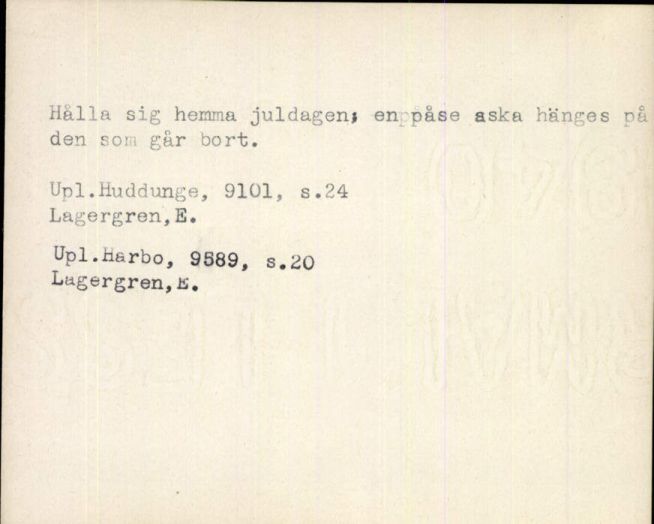 Hålla sig hemma juldagen; en påse aska hänges på
den som går bort.
Upl.Huddunge, 9101, s.24
Lagergren,E.
Upl.Harbo, 9589, s.20
Lagergren,E.